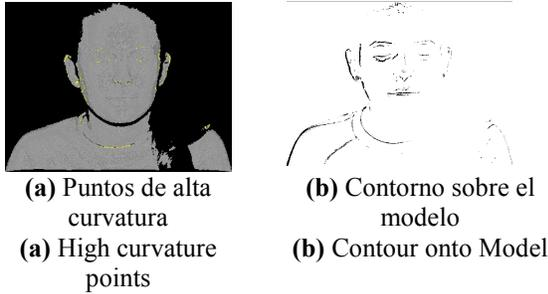 (a) Puntos de alta
curvatura
(a) High curvature
points
(b) Contorno sobre el
modelo
(b) Contour onto Model